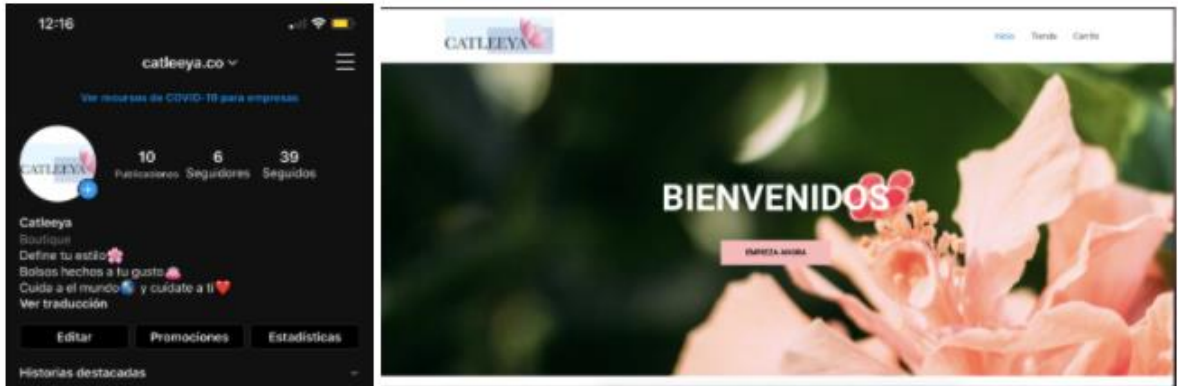 12:16
catleeya.co
Ver recursos de COVID-19 para empresas
CATLEEYA
10 6 39
Publicaciones Seguidores Seguidos
Catleeya
Boutique
Define tu estilo🌸
Bolsos hechos a tu gusto👛
Cuida a el mundo🌎 y cuídate a ti❤️
Ver traducción
Editar Promociones Estadísticas
Historias destacadas
CATLEEYA
Inicio Tienda Carrito
BIENVENIDOS
EMPIEZA AHORA